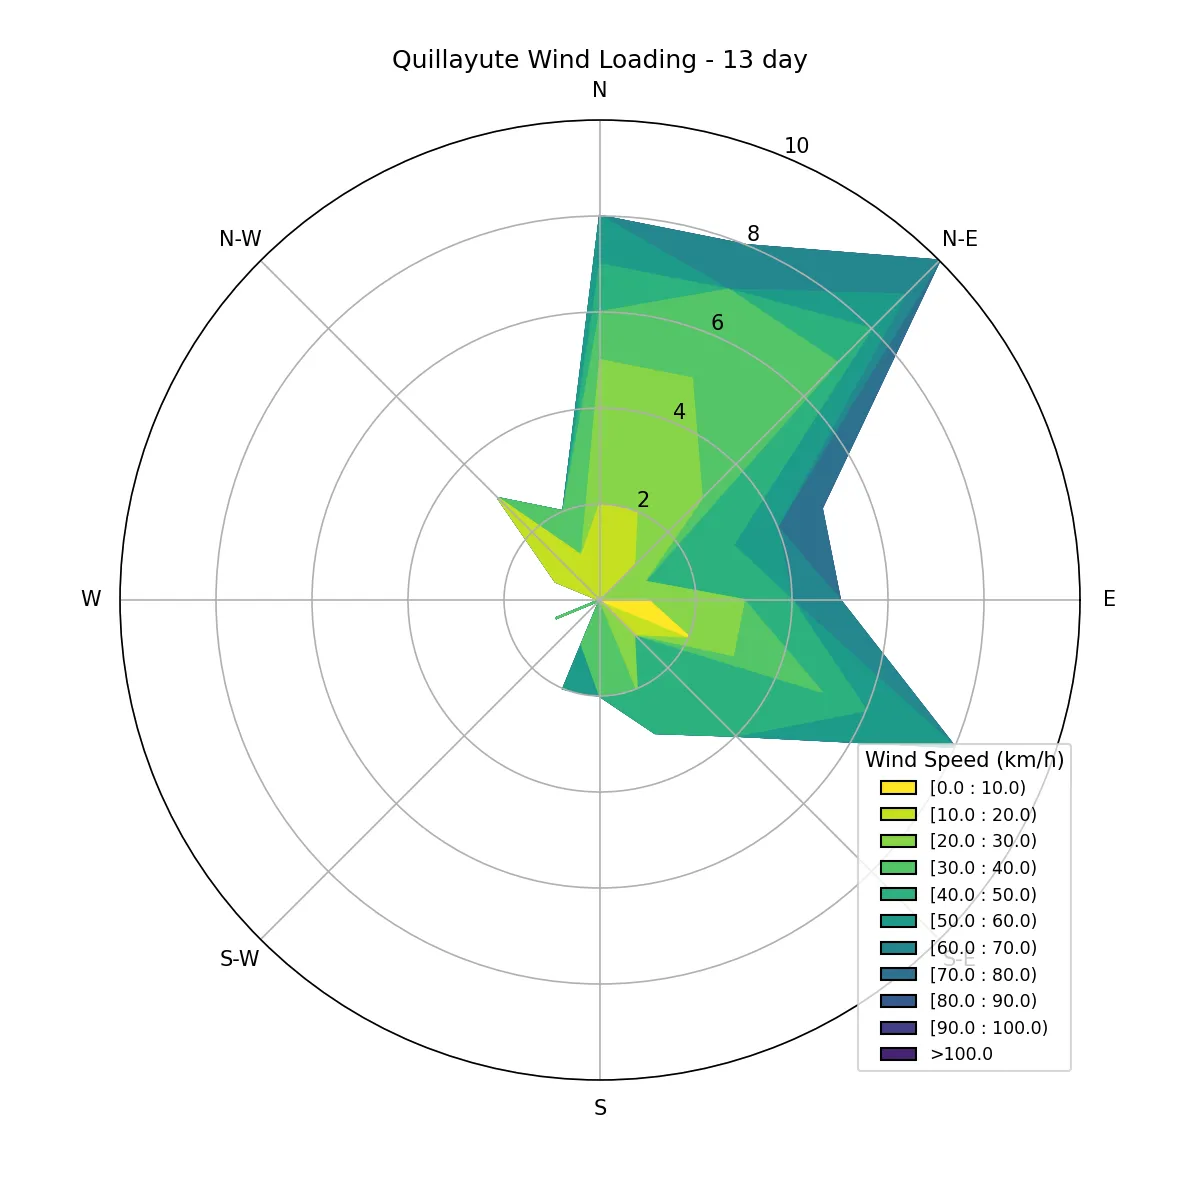 Quillayute Wind Loading - 13 day
N
10
N-W
8
N-E
6
4
2
W
E
Wind Speed (km/h)
[0.0 : 10.0)
[10.0 : 20.0)
[20.0 : 30.0)
[30.0 : 40.0)
[40.0 : 50.0)
[50.0 : 60.0)
[60.0 : 70.0)
S-W
S-E
[70.0 : 80.0)
[80.0 : 90.0)
[90.0 : 100.0)
>100.0
S